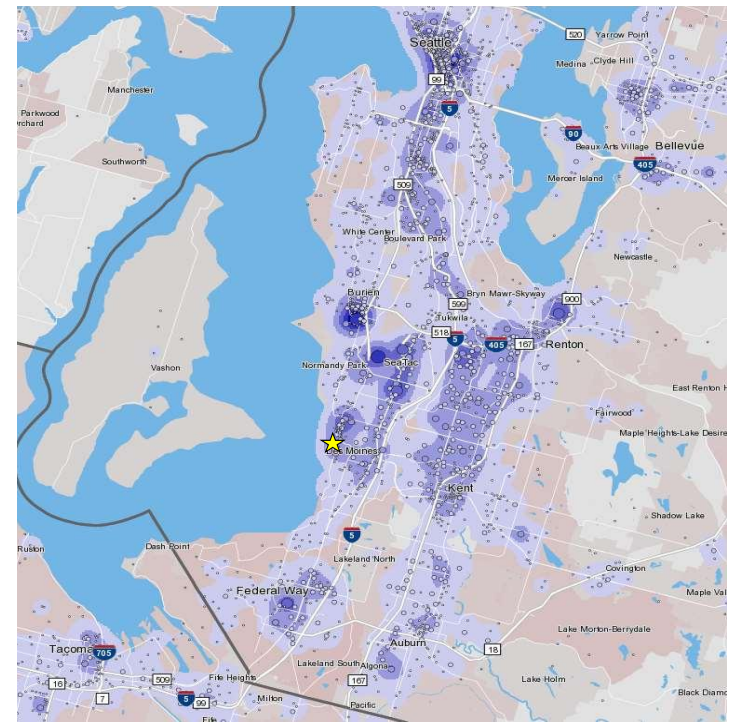 520
Yarrow Point
Seattle
Clyde Hill
Medina
99
Manchester
5
Parkwood
Orchard
90
Beaux Arts Village
Bellevue
405
Southworth
Mercer Island
509
White Center
Boulevard Park
Newcastle
Burien
Bryn Mawr-Skyway
900
599
Tukwila
518
5
405
167
Renton
Normandy Park
SeaTac
Vashon
East Renton H
Fairwood
Maple Heights-Lake Desire
Des Moines
Kent
Shadow Lake
5
Ruston
Dash Point
Lakeland North
Covington
Federal Way
Maple Val
Lake Morton-Berrydale
Auburn
Tacoma
705
18
Lakeland South
Algona
509
Fife Heights
Lake Holm
16
167
7
5
99
Milton
Pacific
Black Diamo
Fife